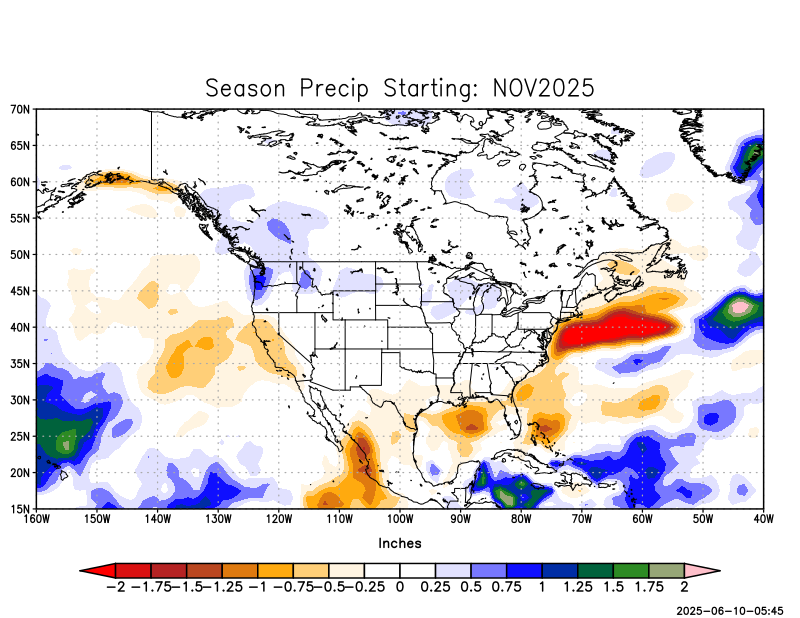 Season Precip Starting: NOV2025
70N
65N
60N
55N
50N
45N
40N
35N
30N
25N
20N
15N
160W 150W 140W 130W 120W 110W 100W 90W 80W 70W 60W 50W 40W
Inches
−2 −1.75−1.5−1.25 −1 −0.75−0.5−0.25 0 0.25 0.5 0.75 1 1.25 1.5 1.75 2
2025−06−10−05:45